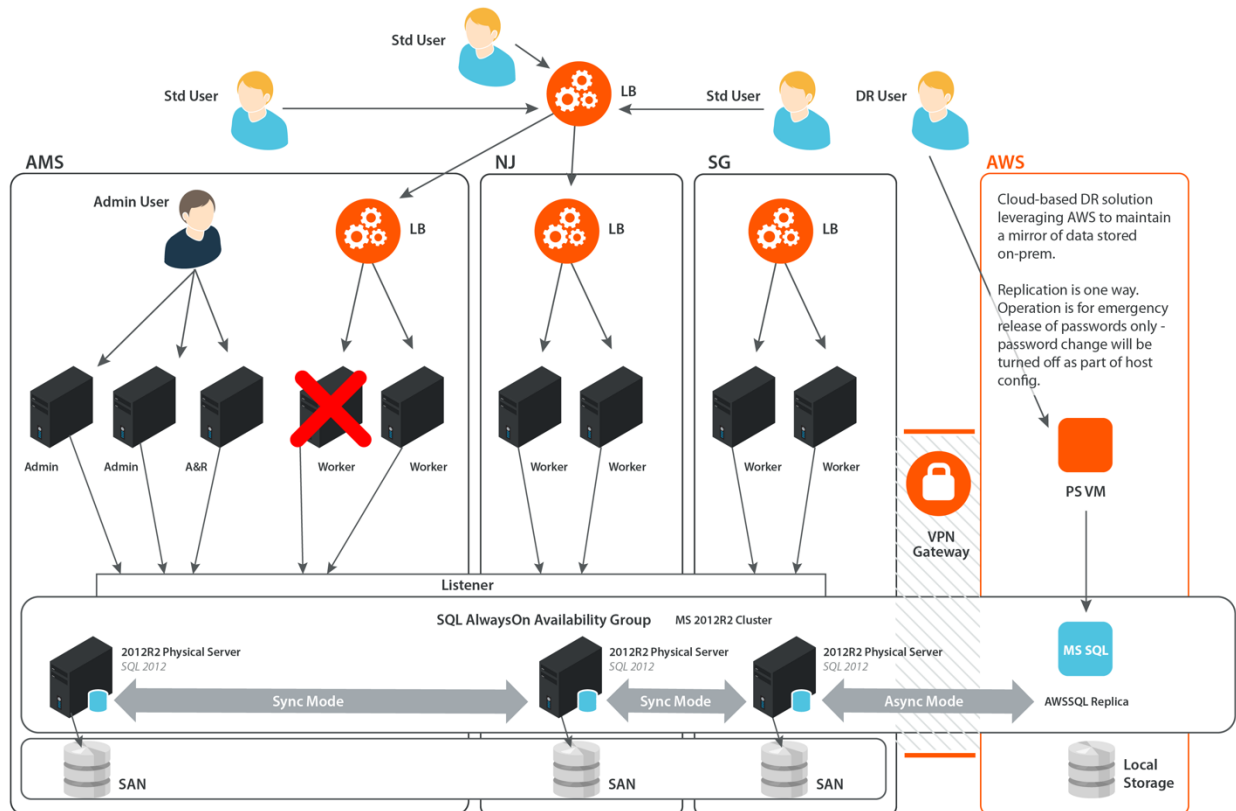 Std User
Std User
LB
Std User
DR User
AMS
NJ
SG
AWS
Admin User
LB
LB
LB
Cloud-based DR solution
leveraging AWS to maintain
a mirror of data stored
on-prem.
Replication is one way.
Operation is for emergency
release of passwords only -
password change will be
turned off as part of host
config.
Admin
Admin
A&R
Worker
Worker
Worker
Worker
Worker
Worker
PS VM
VPN
Gateway
Listener
SQL AlwaysOn Availability Group
MS 2012R2 Cluster
2012R2 Physical Server
SQL 2012
2012R2 Physical Server
SQL 2012
2012R2 Physical Server
SQL 2012
MS SQL
Sync Mode
Sync Mode
Async Mode
AWSSQL Replica
SAN
SAN
SAN
Local
Storage